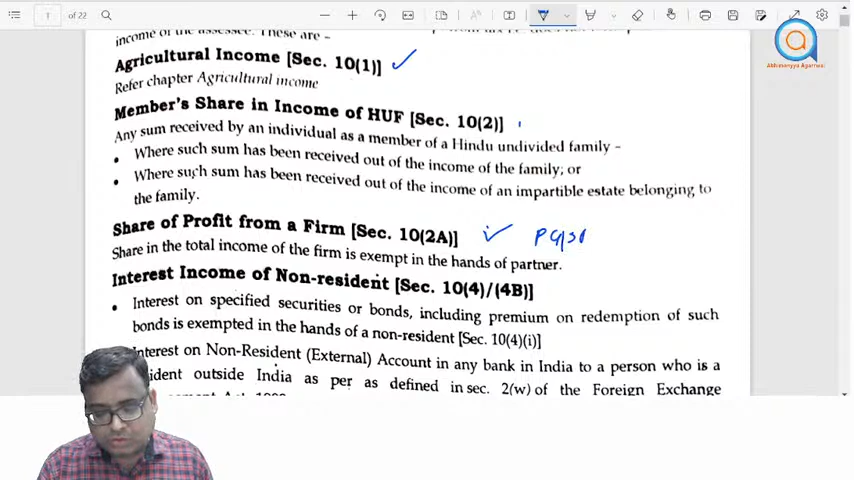 1 of 22
income of the assessee. These are –
Agricultural Income [Sec. 10(1)]
Refer chapter Agricultural income
Member's Share in Income of HUF [Sec. 10(2)]
Any sum received by an individual as a member of a Hindu undivided family –
• Where such sum has been received out of the income of the family; or
• Where such sum has been received out of the income of an impartible estate belonging to
the family.
Share of Profit from a Firm [Sec. 10(2A)]
Share in the total income of the firm is exempt in the hands of partner.
Interest Income of Non-resident [Sec. 10(4)/(4B)]
• Interest on specified securities or bonds, including premium on redemption of such
bonds is exempted in the hands of a non-resident [Sec. 10(4)(i)]
Interest on Non-Resident (External) Account in any bank in India to a person who is a
ident outside India as per as defined in sec. 2(w) of the Foreign Exchange
Abhimanyya Agarwal